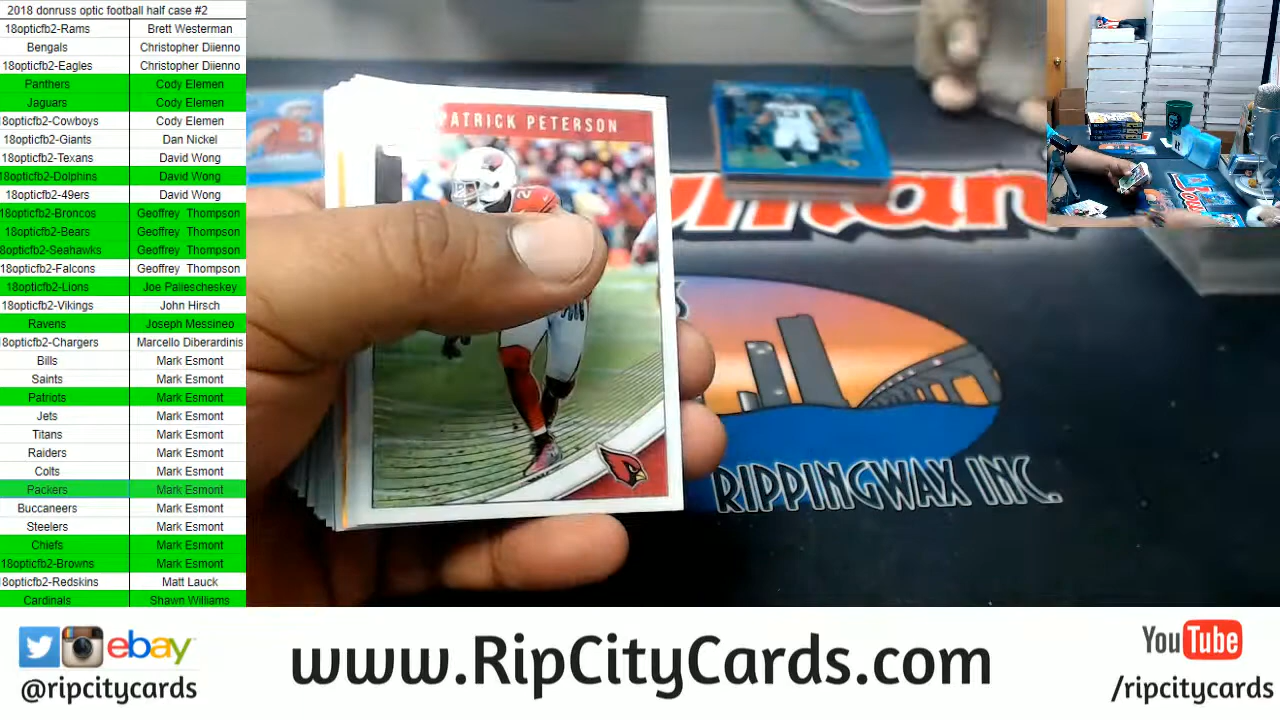 2018 donruss optic football half case #2
18opticfb2-Rams Brett Westerman
Bengals Christopher Diienno
18opticfb2-Eagles Christopher Diienno
Panthers Cody Elemen
Jaguars Cody Elemen
18opticfb2-Cowboys Cody Elemen
18opticfb2-Giants Dan Nickel
18opticfb2-Texans David Wong
18opticfb2-Dolphins David Wong
18opticfb2-49ers David Wong
18opticfb2-Broncos Geoffrey Thompson
18opticfb2-Bears Geoffrey Thompson
8opticfb2-Seahawks Geoffrey Thompson
18opticfb2-Falcons Geoffrey Thompson
18opticfb2-Lions Joe Paliescheskey
18opticfb2-Vikings John Hirsch
Ravens Joseph Messineo
18opticfb2-Chargers Marcello Diberardinis
Bills Mark Esmont
Saints Mark Esmont
Patriots Mark Esmont
Jets Mark Esmont
Titans Mark Esmont
Raiders Mark Esmont
Colts Mark Esmont
Packers Mark Esmont
Buccaneers Mark Esmont
Steelers Mark Esmont
Chiefs Mark Esmont
18opticfb2-Browns Mark Esmont
8opticfb2-Redskins Matt Lauck
Cardinals Shawn Williams
PATRICK PETERSON
RIPPINGWAX INC.
ebay
@ripcitycards
www.RipCityCards.com
YouTube
/ripcitycards